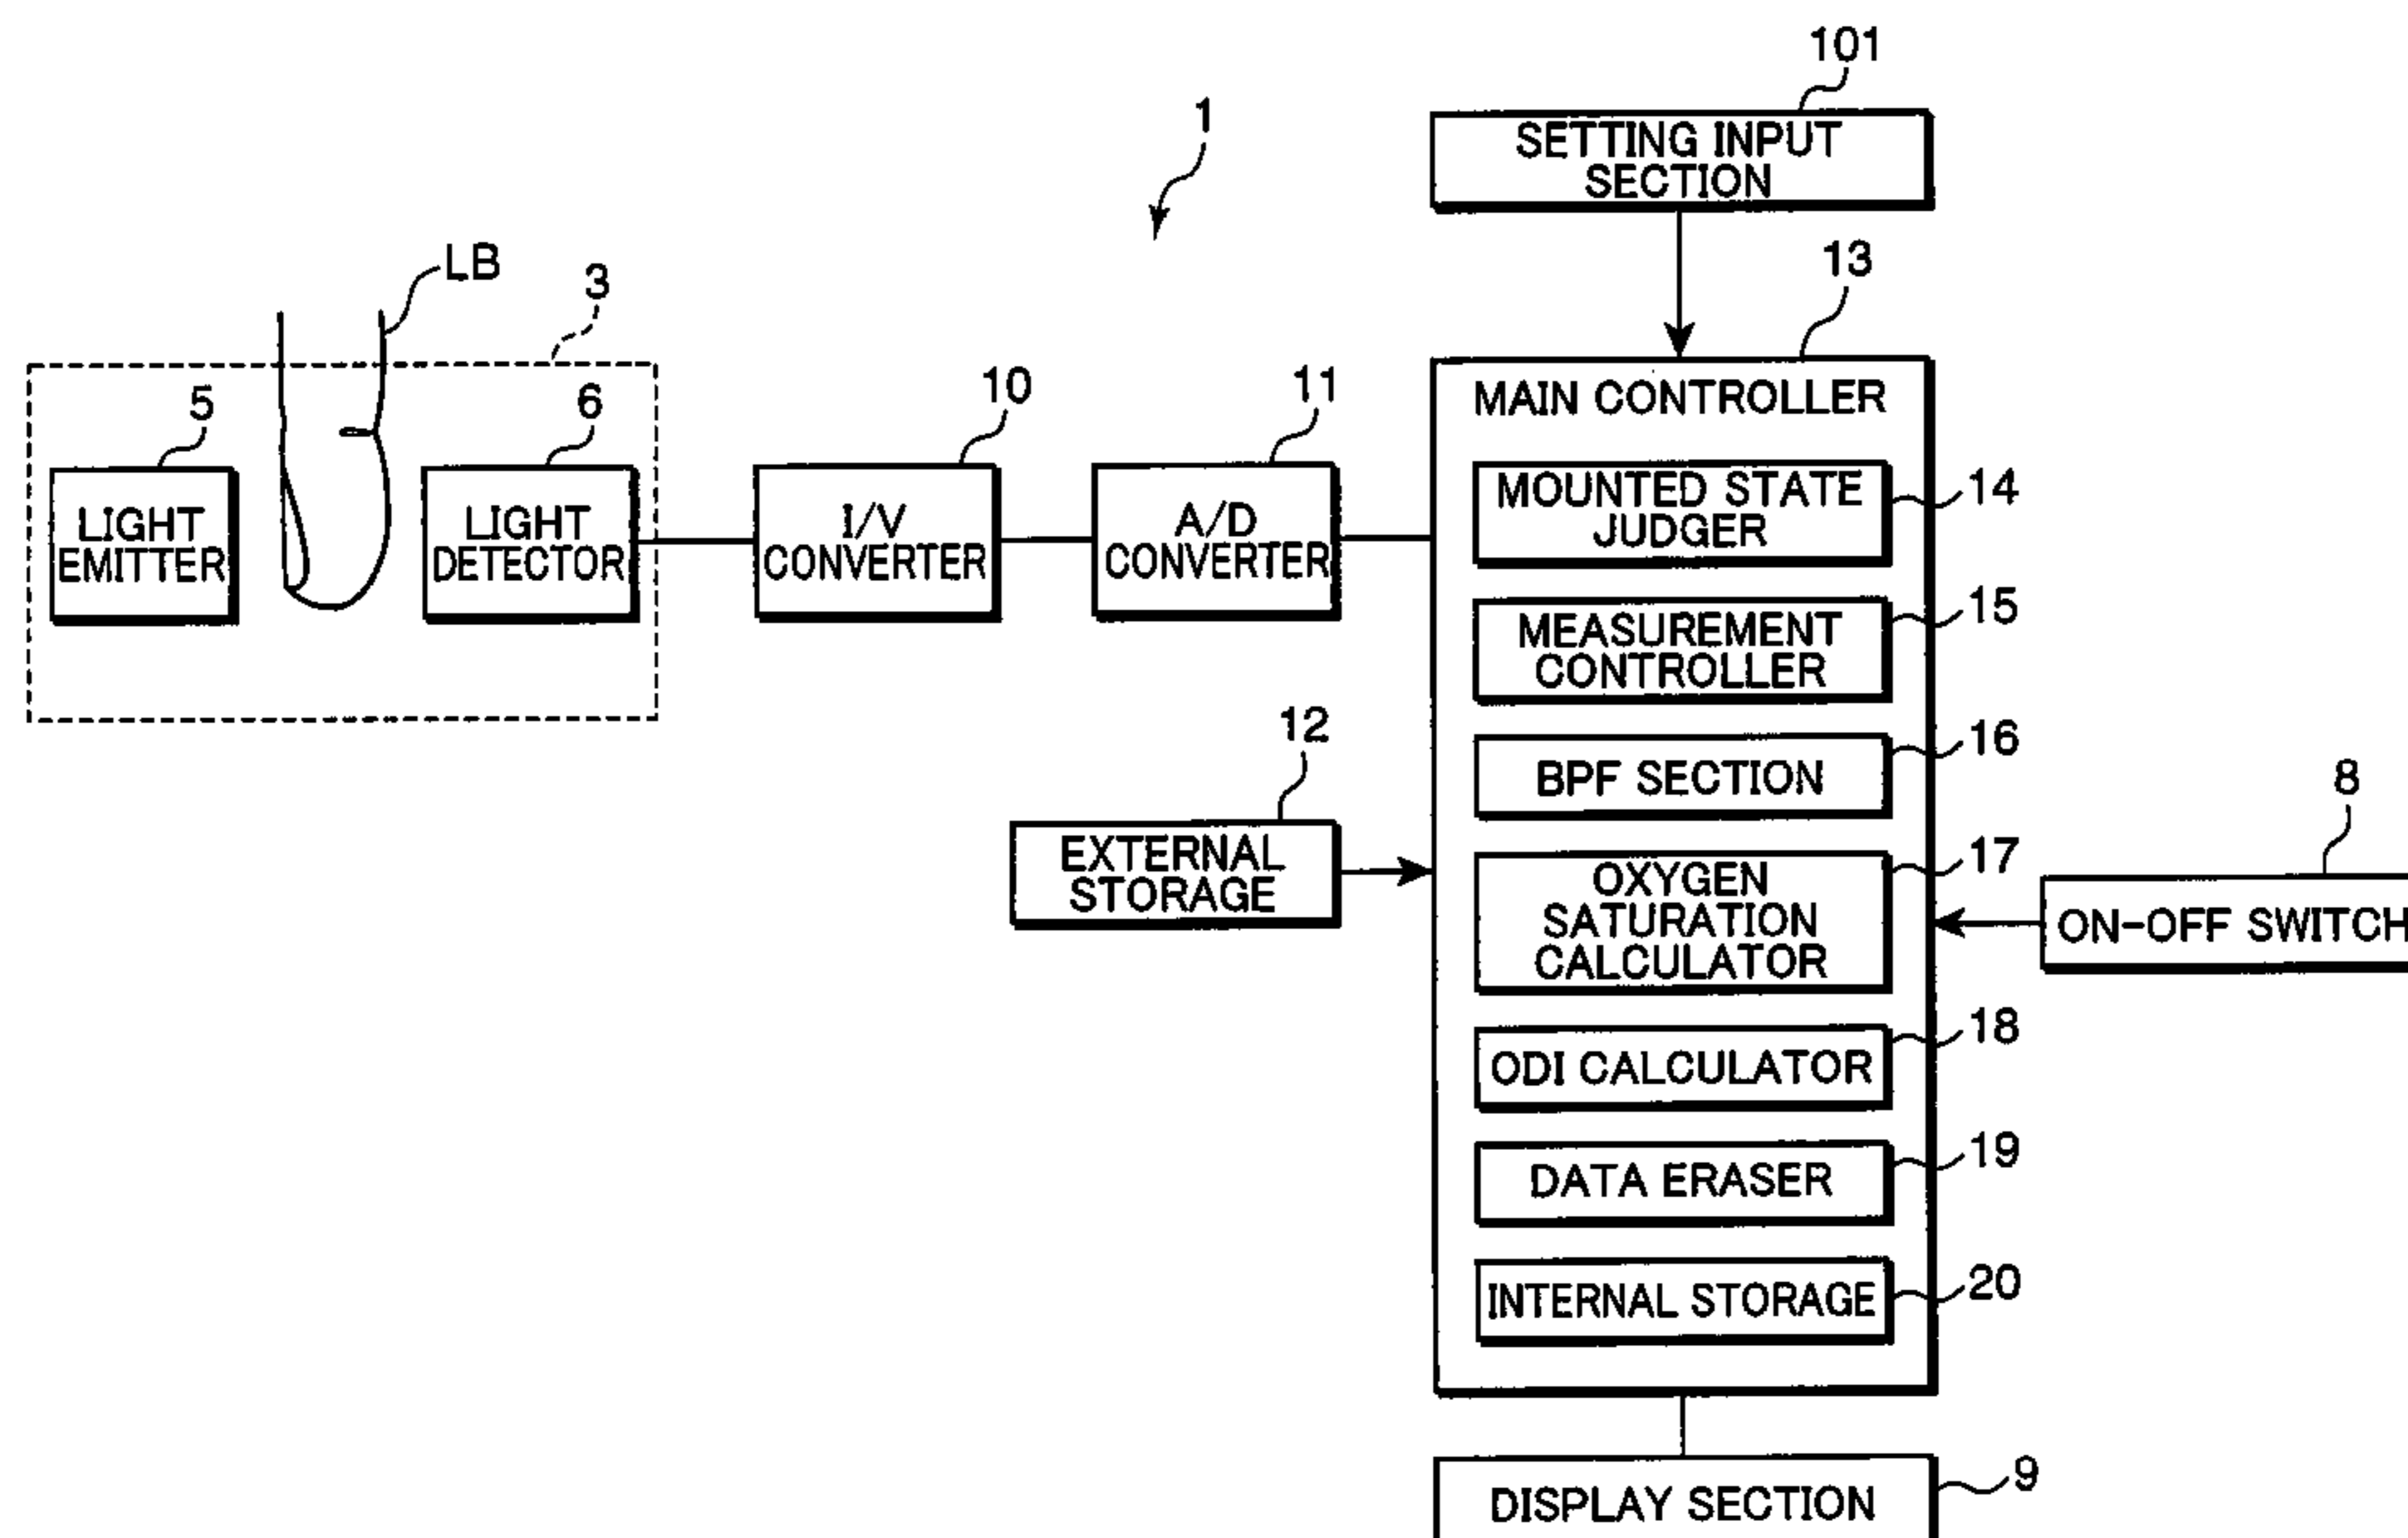 101
1
SETTING INPUT
SECTION
LB
3
13
5
6
10
11
MAIN CONTROLLER
LIGHT
EMITTER
LIGHT
DETECTOR
I/V
CONVERTER
A/D
CONVERTER
MOUNTED STATE
JUDGER
14
MEASUREMENT
CONTROLLER
15
12
BPF SECTION
16
8
EXTERNAL
STORAGE
OXYGEN
SATURATION
CALCULATOR
17
ON-OFF SWITCH
ODI CALCULATOR
18
DATA ERASER
19
INTERNAL STORAGE
20
DISPLAY SECTION
9